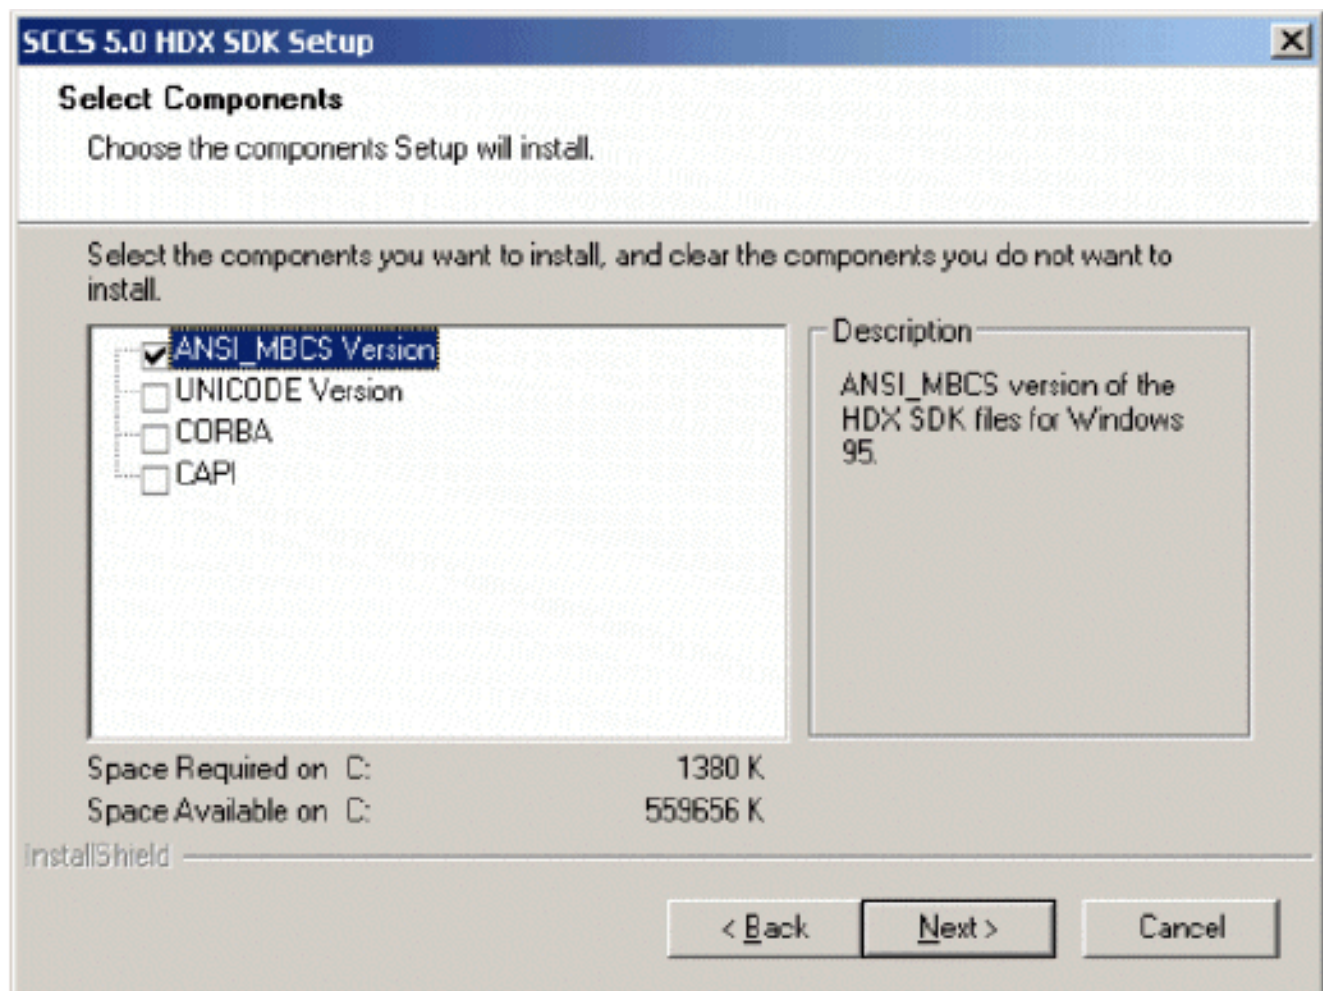 SCCS 5.0 HDX SDK Setup
Select Components
Choose the components Setup will install.
Select the components you want to install, and clear the components you do not want to
install.
ANSI_MBCS Version
UNICODE Version
CORBA
CAPI
Description
ANSI_MBCS version of the
HDX SDK files for Windows
95.
Space Required on C: 1380 K
Space Available on C: 559656 K
InstallShield
< Back Next > Cancel